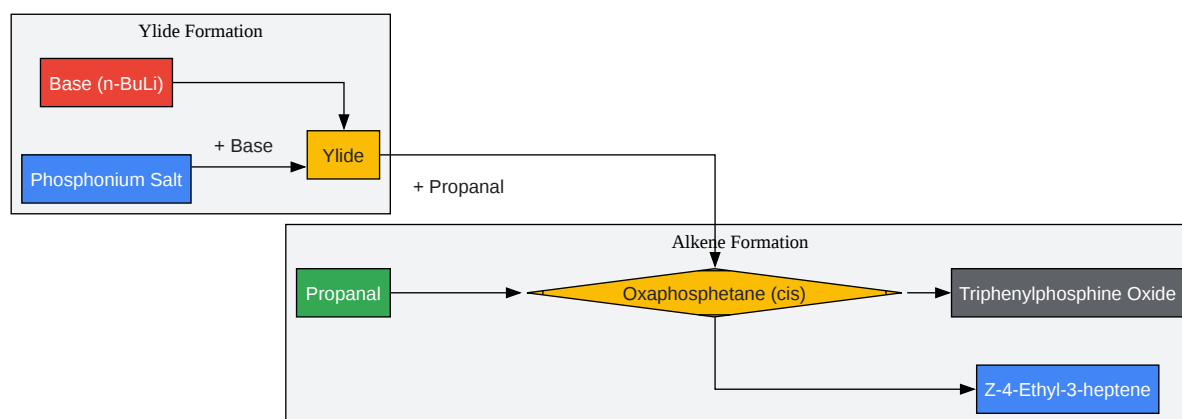 Ylide Formation
Base (n-BuLi)
+ Base
Ylide
Phosphonium Salt
+ Propanal
Alkene Formation
Propanal
Oxaphosphetane (cis)
Triphenylphosphine Oxide
Z-4-Ethyl-3-heptene